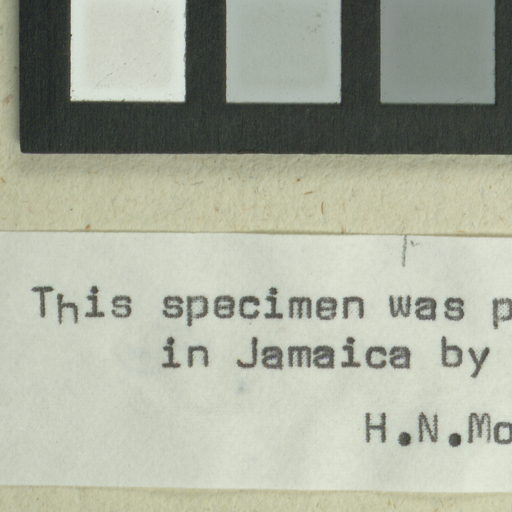 This specimen was p
in Jamaica by
H.N.Mo